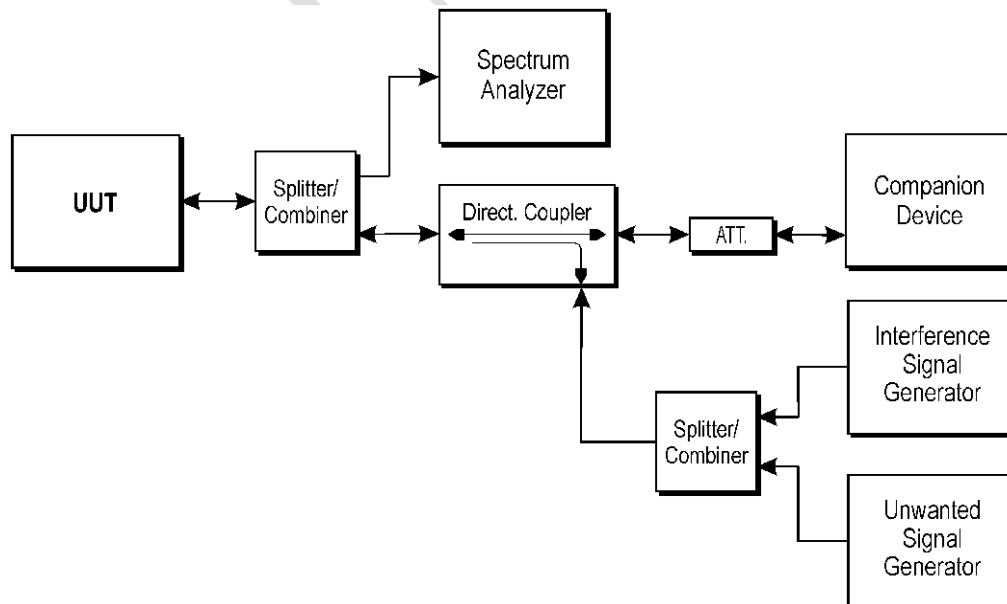 Spectrum
Analyzer
UUT
Splitter/
Combiner
Direct. Coupler
ATT.
Companion
Device
Interference
Signal
Generator
Splitter/
Combiner
Unwanted
Signal
Generator